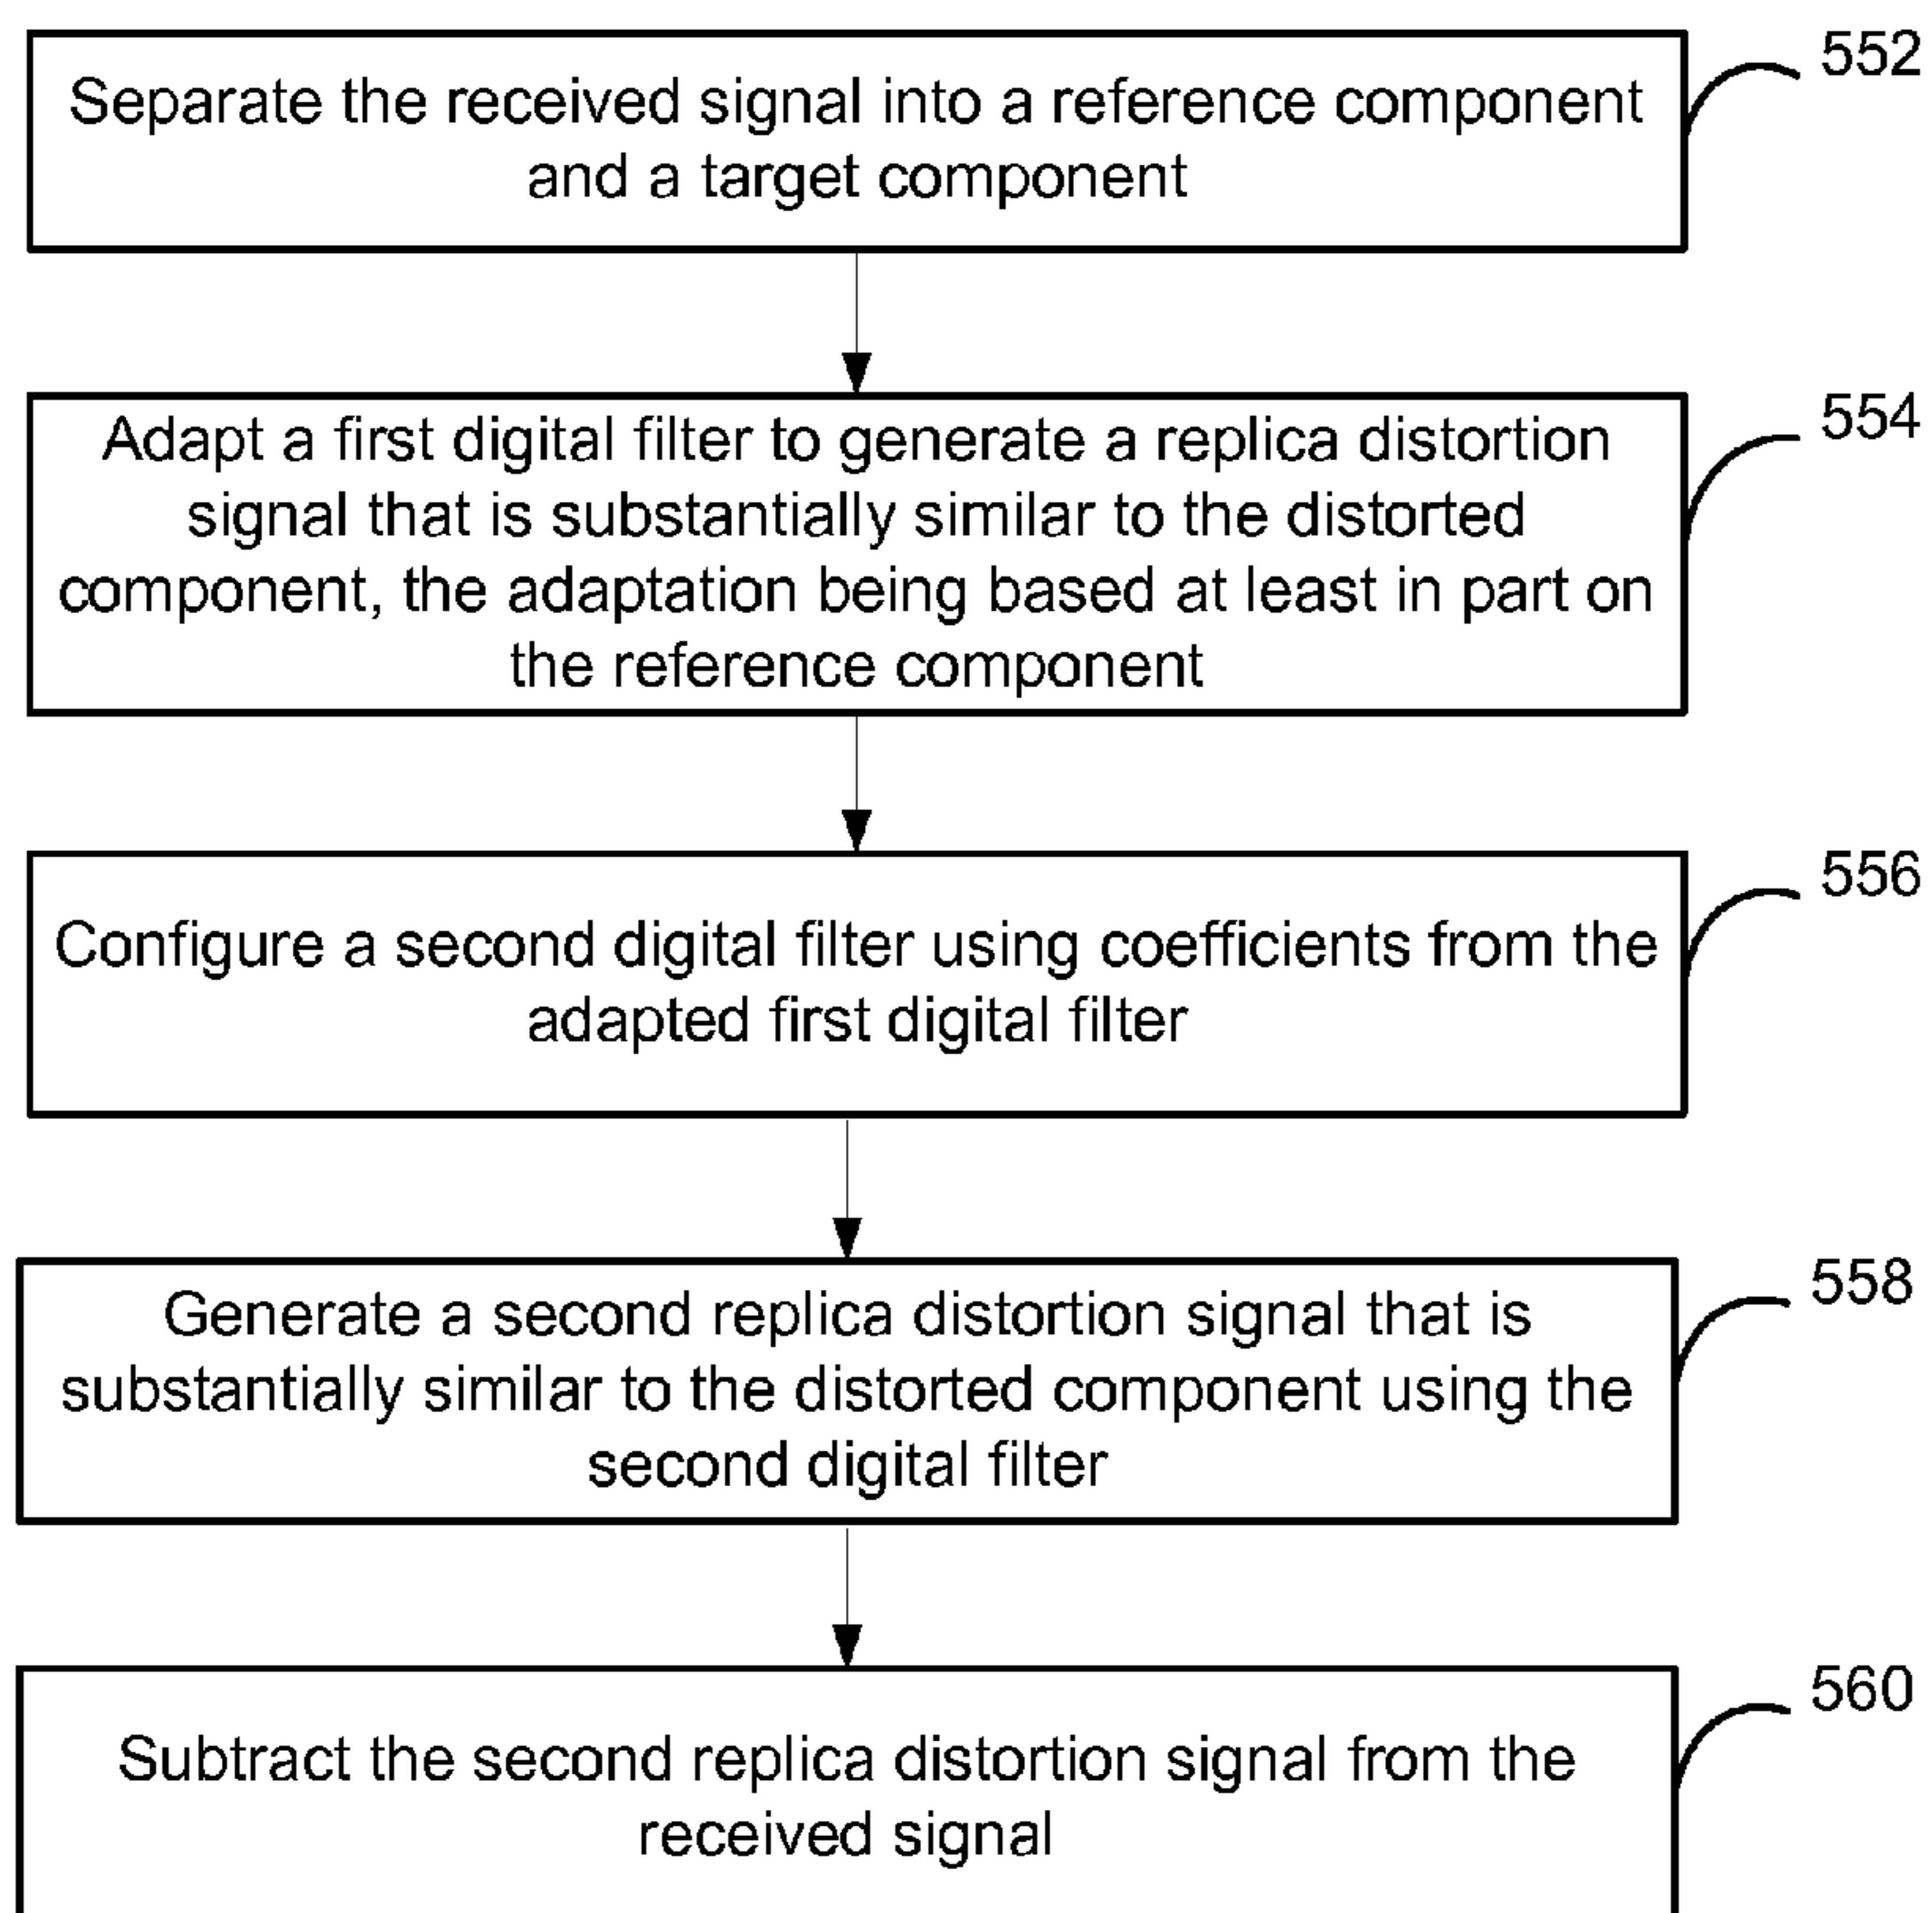 552
Separate the received signal into a reference component
and a target component
554
Adapt a first digital filter to generate a replica distortion
signal that is substantially similar to the distorted
component, the adaptation being based at least in part on
the reference component
556
Configure a second digital filter using coefficients from the
adapted first digital filter
558
Generate a second replica distortion signal that is
substantially similar to the distorted component using the
second digital filter
560
Subtract the second replica distortion signal from the
received signal